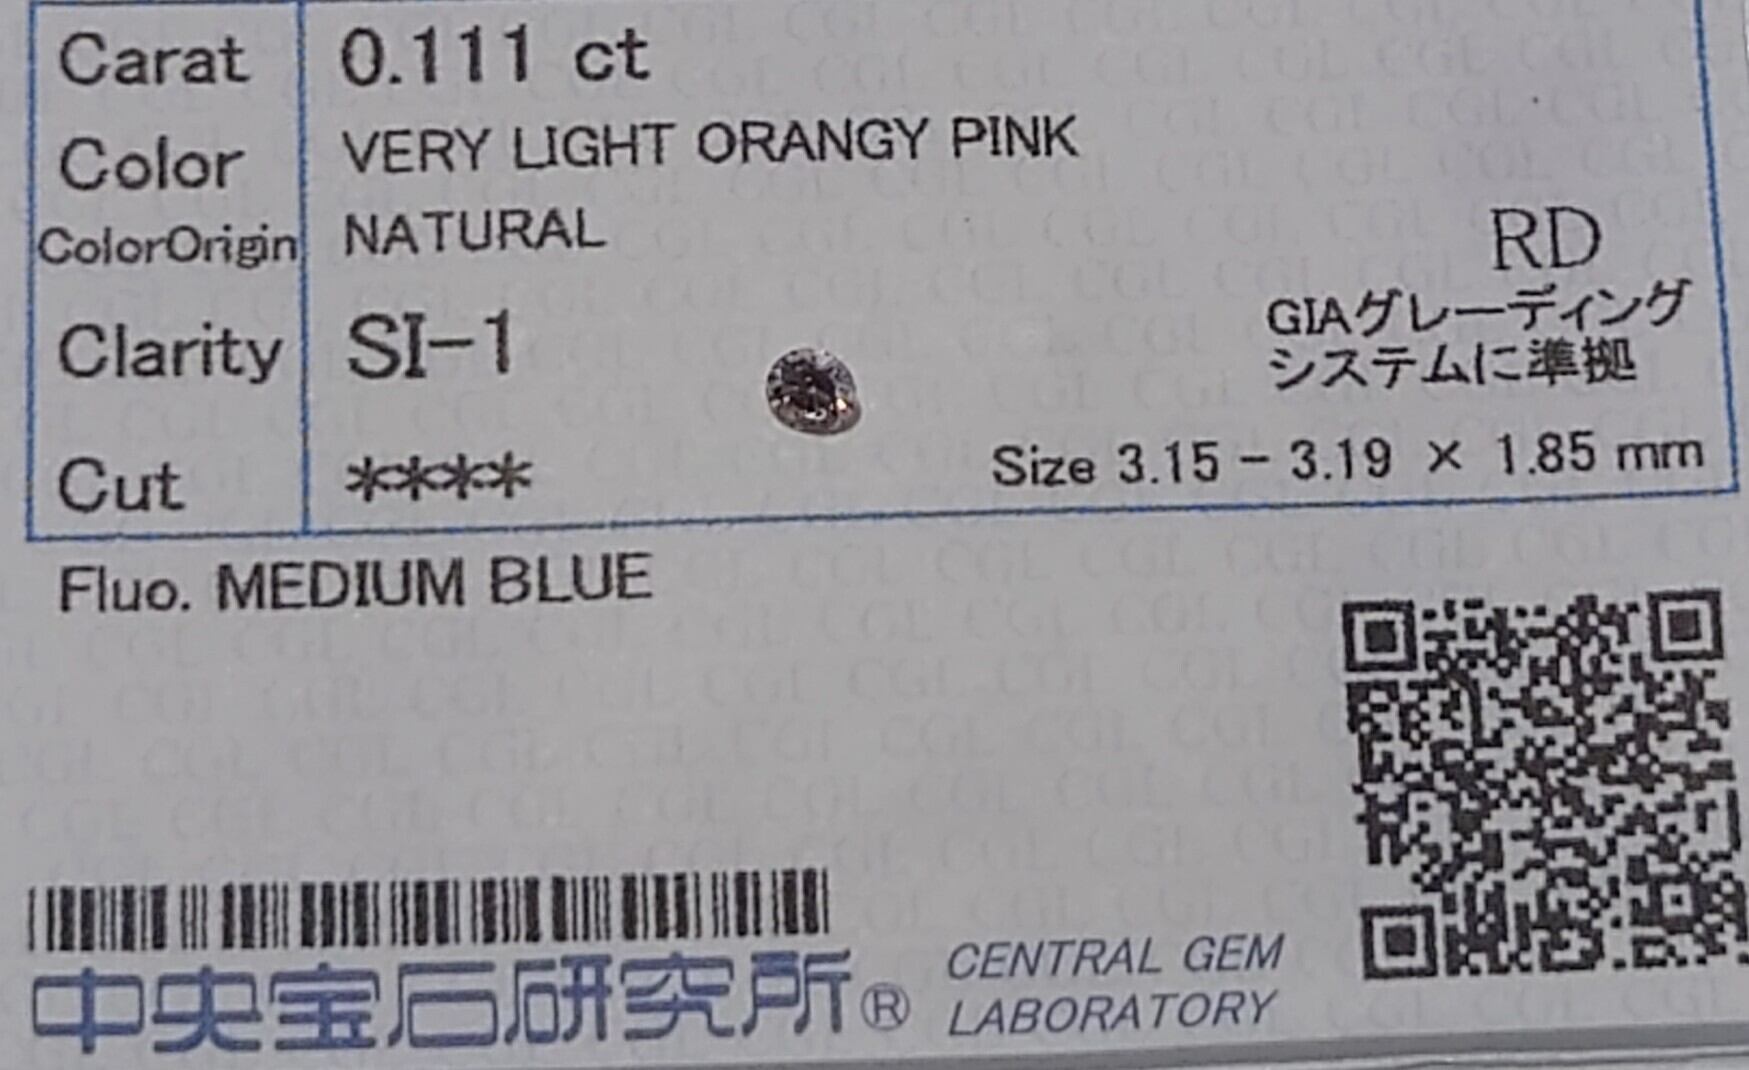 Carat 0.111 ct
Color VERY LIGHT ORANGY PINK
ColorOrigin NATURAL
RD
Clarity SI-1
GIAグレーディング
システムに準拠
Cut ****
Size 3.15 - 3.19 × 1.85 mm
Fluo. MEDIUM BLUE
中央宝石研究所®
CENTRAL GEM
LABORATORY